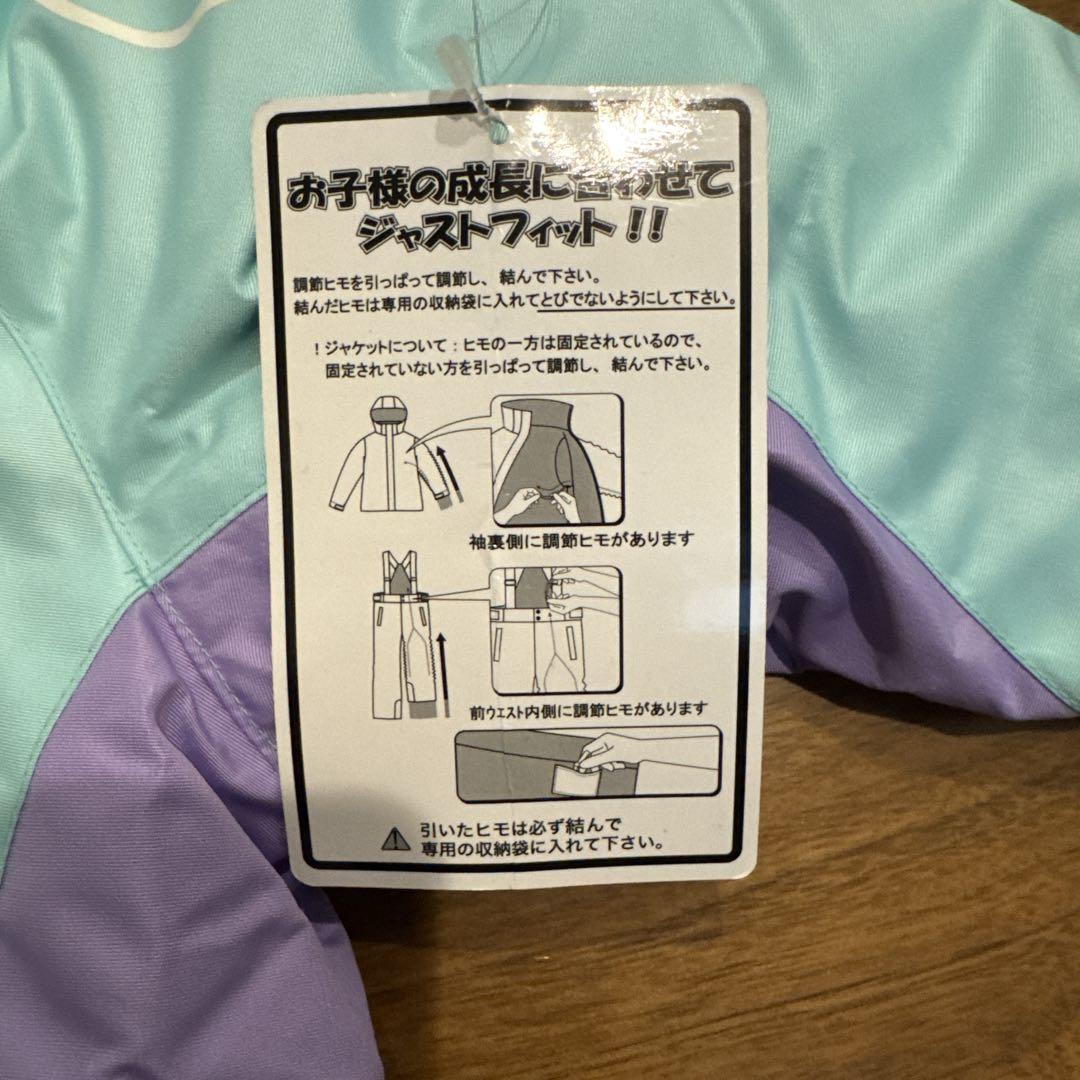 お子様の成長に合わせて
ジャストフィット!!
調節ヒモを引っぱって調節し、結んで下さい。
結んだヒモは専用の収納袋に入れてとびでないようにして下さい。
!ジャケットについて:ヒモの一方は固定されているので、
固定されていない方を引っぱって調節し、結んで下さい。
袖裏側に調節ヒモがあります
前ウエスト内側に調節ヒモがあります
引いたヒモは必ず結んで
専用の収納袋に入れて下さい。